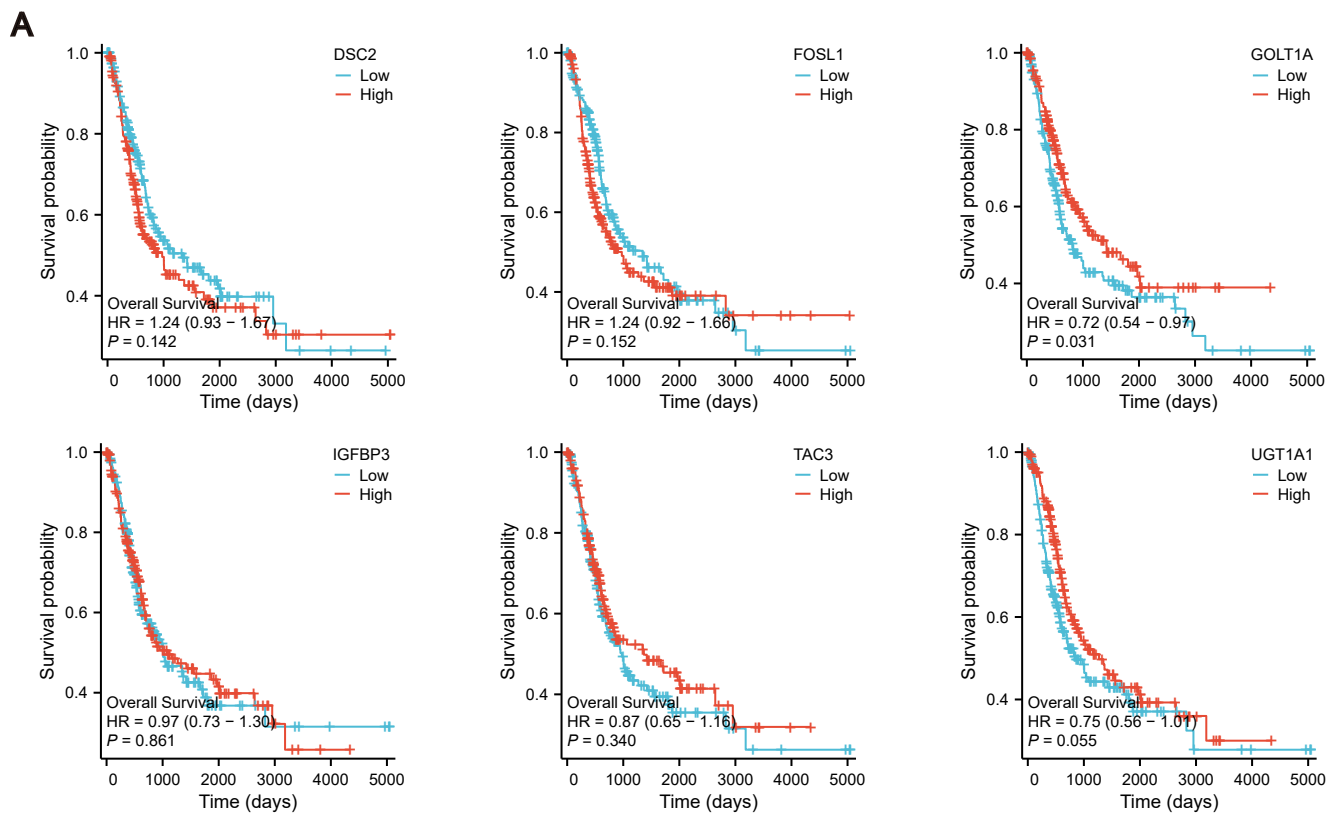 A
DSC2
Low
High
1.0
0.8
0.6
0.4
Survival probability
Overall Survival
HR = 1.24 (0.93 − 1.67)
P = 0.142
0 1000 2000 3000 4000 5000
Time (days)
FOSL1
Low
High
1.0
0.8
0.6
0.4
Survival probability
Overall Survival
HR = 1.24 (0.92 − 1.66)
P = 0.152
0 1000 2000 3000 4000 5000
Time (days)
GOLT1A
Low
High
1.0
0.8
0.6
0.4
Survival probability
Overall Survival
HR = 0.72 (0.54 − 0.97)
P = 0.031
0 1000 2000 3000 4000 5000
Time (days)
IGFBP3
Low
High
1.0
0.8
0.6
0.4
Survival probability
Overall Survival
HR = 0.97 (0.73 − 1.30)
P = 0.861
0 1000 2000 3000 4000 5000
Time (days)
TAC3
Low
High
1.0
0.8
0.6
0.4
Survival probability
Overall Survival
HR = 0.87 (0.65 − 1.16)
P = 0.340
0 1000 2000 3000 4000 5000
Time (days)
UGT1A1
Low
High
1.0
0.8
0.6
0.4
Survival probability
Overall Survival
HR = 0.75 (0.56 − 1.01)
P = 0.055
0 1000 2000 3000 4000 5000
Time (days)